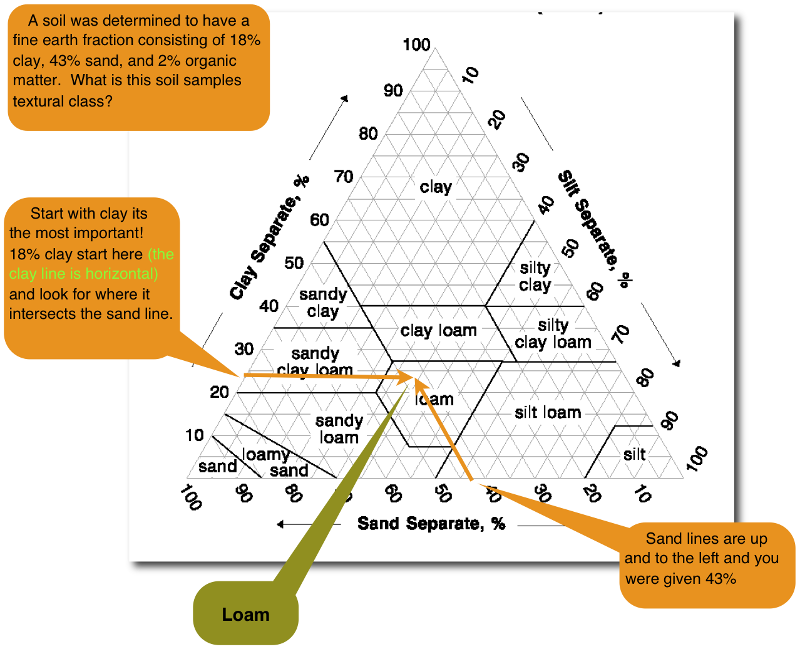 A soil was determined to have a
fine earth fraction consisting of 18%
clay, 43% sand, and 2% organic
matter. What is this soil samples
textural class?
Start with clay its
the most important!
18% clay start here (the
clay line is horizontal)
and look for where it
intersects the sand line.
Clay Separate, %
100
90
80
70
60
50
40
30
20
10
Silt Separate, %
10
20
30
40
50
60
70
80
90
100
clay
silty
clay
sandy
clay
clay loam
silty
clay loam
sandy
clay loam
loam
silt loam
sandy
loam
silt
loamy
sand
sand
100
90
80
60
50
40
30
20
10
Sand Separate, %
Sand lines are up
and to the left and you
were given 43%
Loam